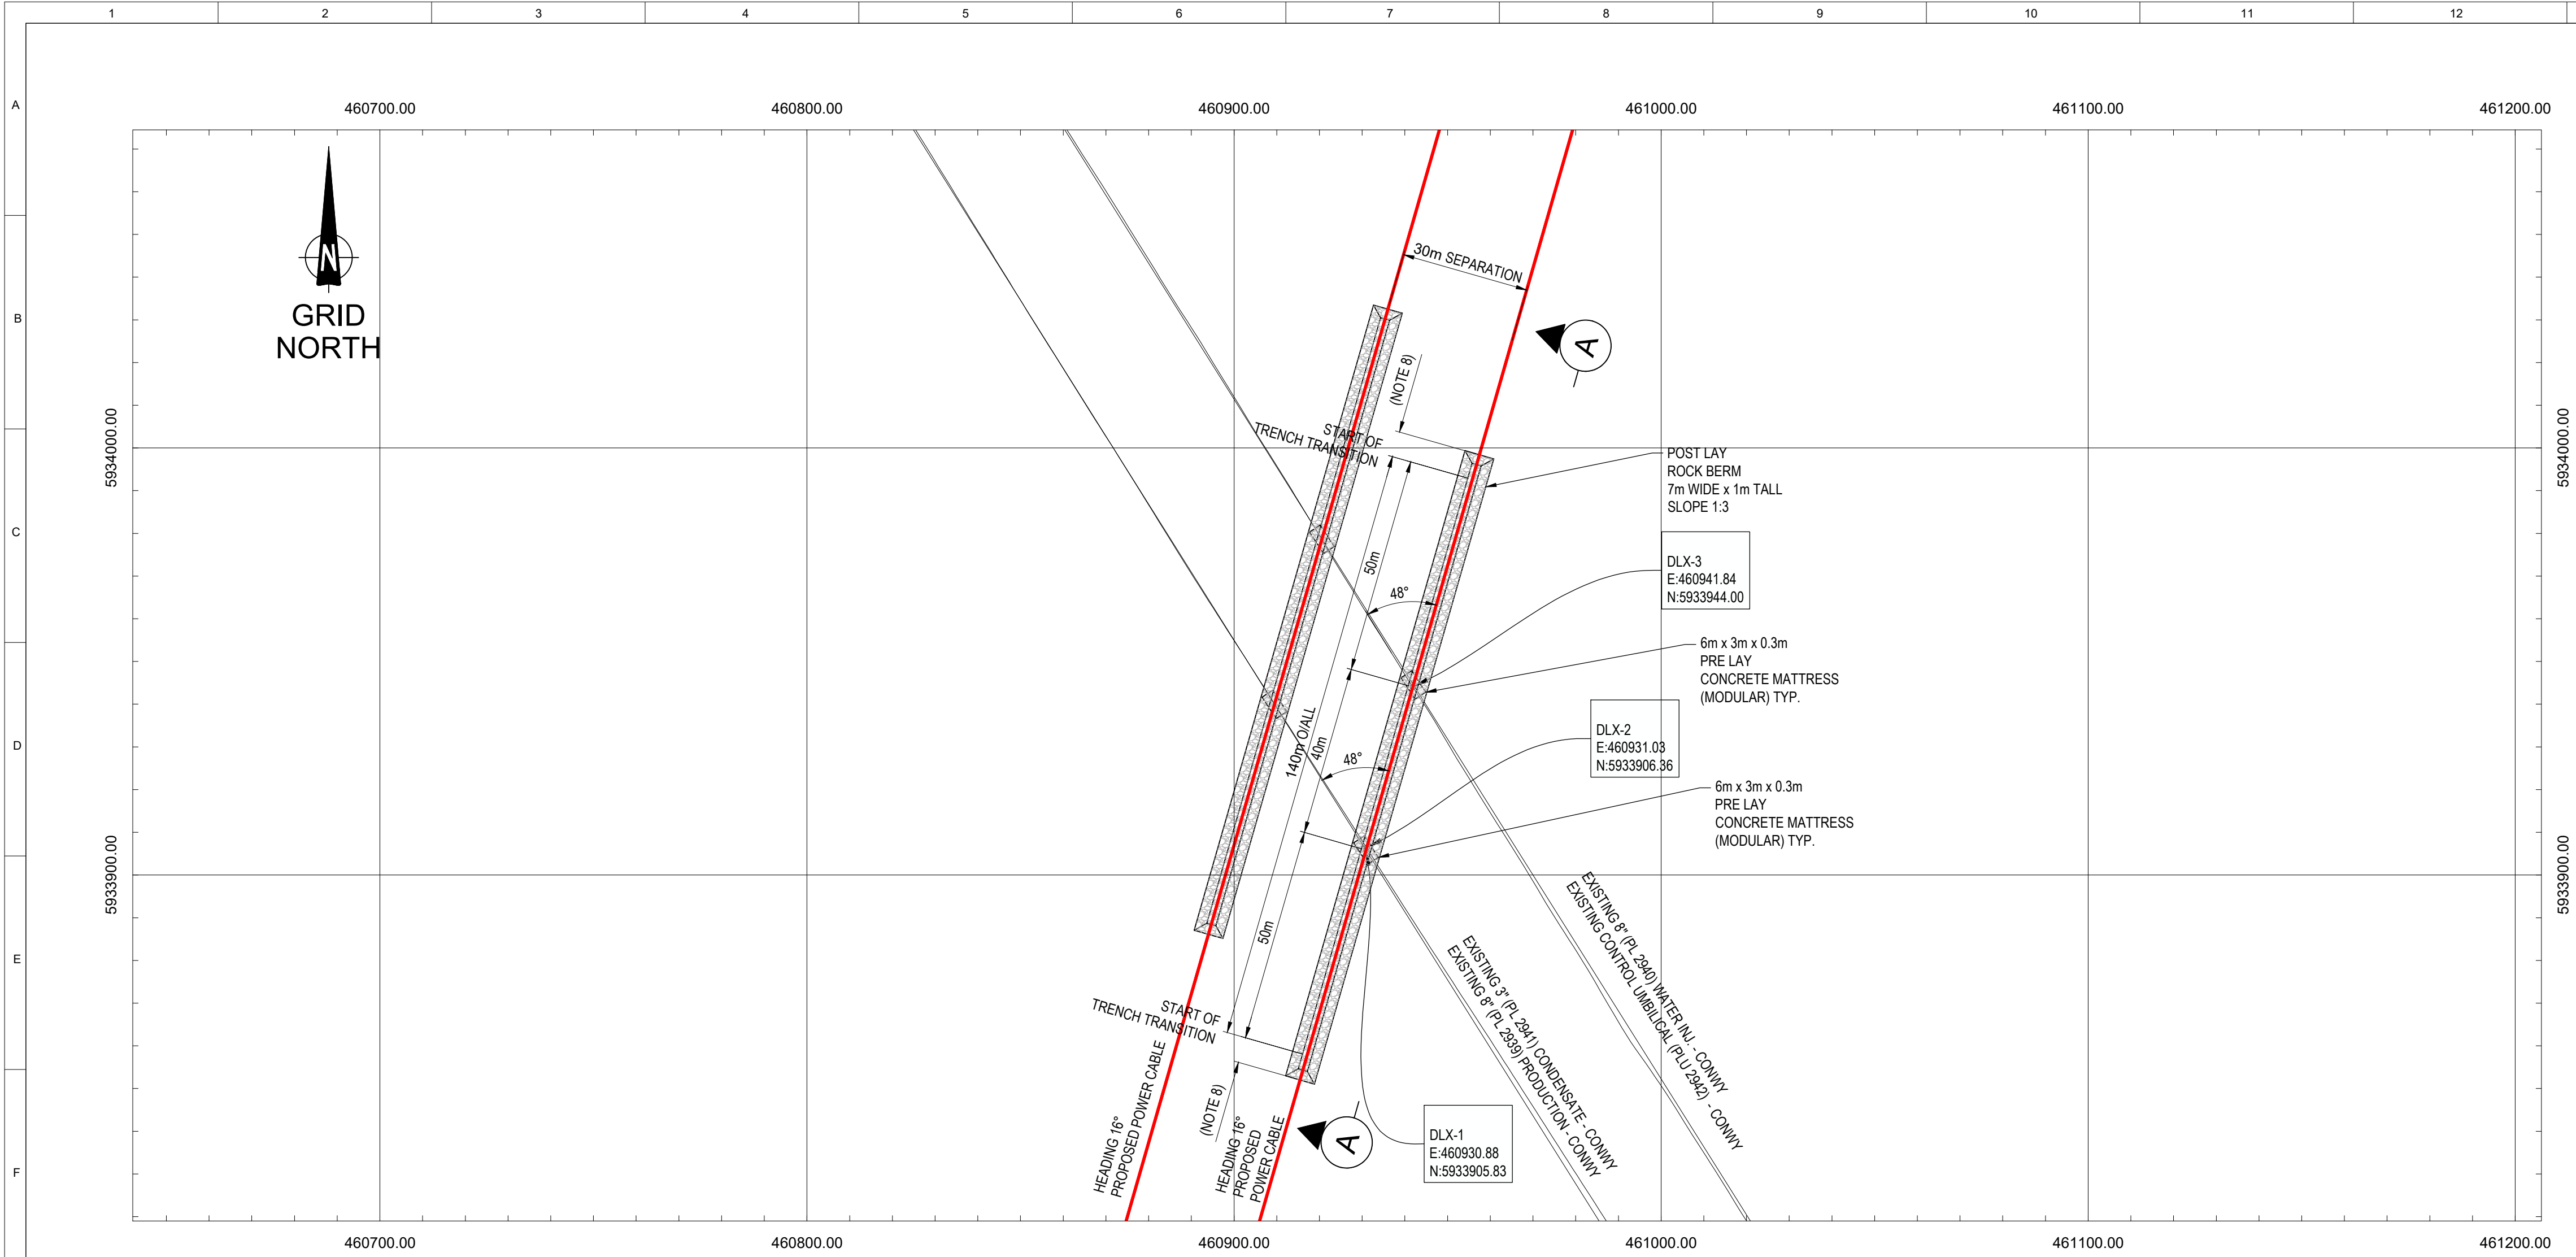 1 2 3 4 5 6 7 8 9 10 11 12
A
B
C
D
E
F
460700.00 460800.00 460900.00 461000.00 461100.00 461200.00
N
GRID
NORTH
30m SEPARATION
A
(NOTE 8)
START OF
TRENCH TRANSITION
5934000.00
5934000.00
POST LAY
ROCK BERM
7m WIDE x 1m TALL
SLOPE 1:3
50m
48°
DLX-3
E:460941.84
N:5933944.00
6m x 3m x 0.3m
PRE LAY
CONCRETE MATTRESS
(MODULAR) TYP.
140m O/ALL
40m
48°
DLX-2
E:460931.03
N:5933906.36
6m x 3m x 0.3m
PRE LAY
CONCRETE MATTRESS
(MODULAR) TYP.
5933900.00
5933900.00
50m
EXISTING 8" (PL 2940) WATER INJ. - CONWY
EXISTING CONTROL UMBILICAL (PLU 2942) - CONWY
EXISTING 3" (PL 2941) CONDENSATE - CONWY
EXISTING 8" (PL 2939) PRODUCTION - CONWY
START OF
TRENCH TRANSITION
HEADING 16°
PROPOSED POWER CABLE
(NOTE 8)
HEADING 16°
PROPOSED
POWER CABLE
A
DLX-1
E:460930.88
N:5933905.83
460700.00 460800.00 460900.00 461000.00 461100.00 461200.00